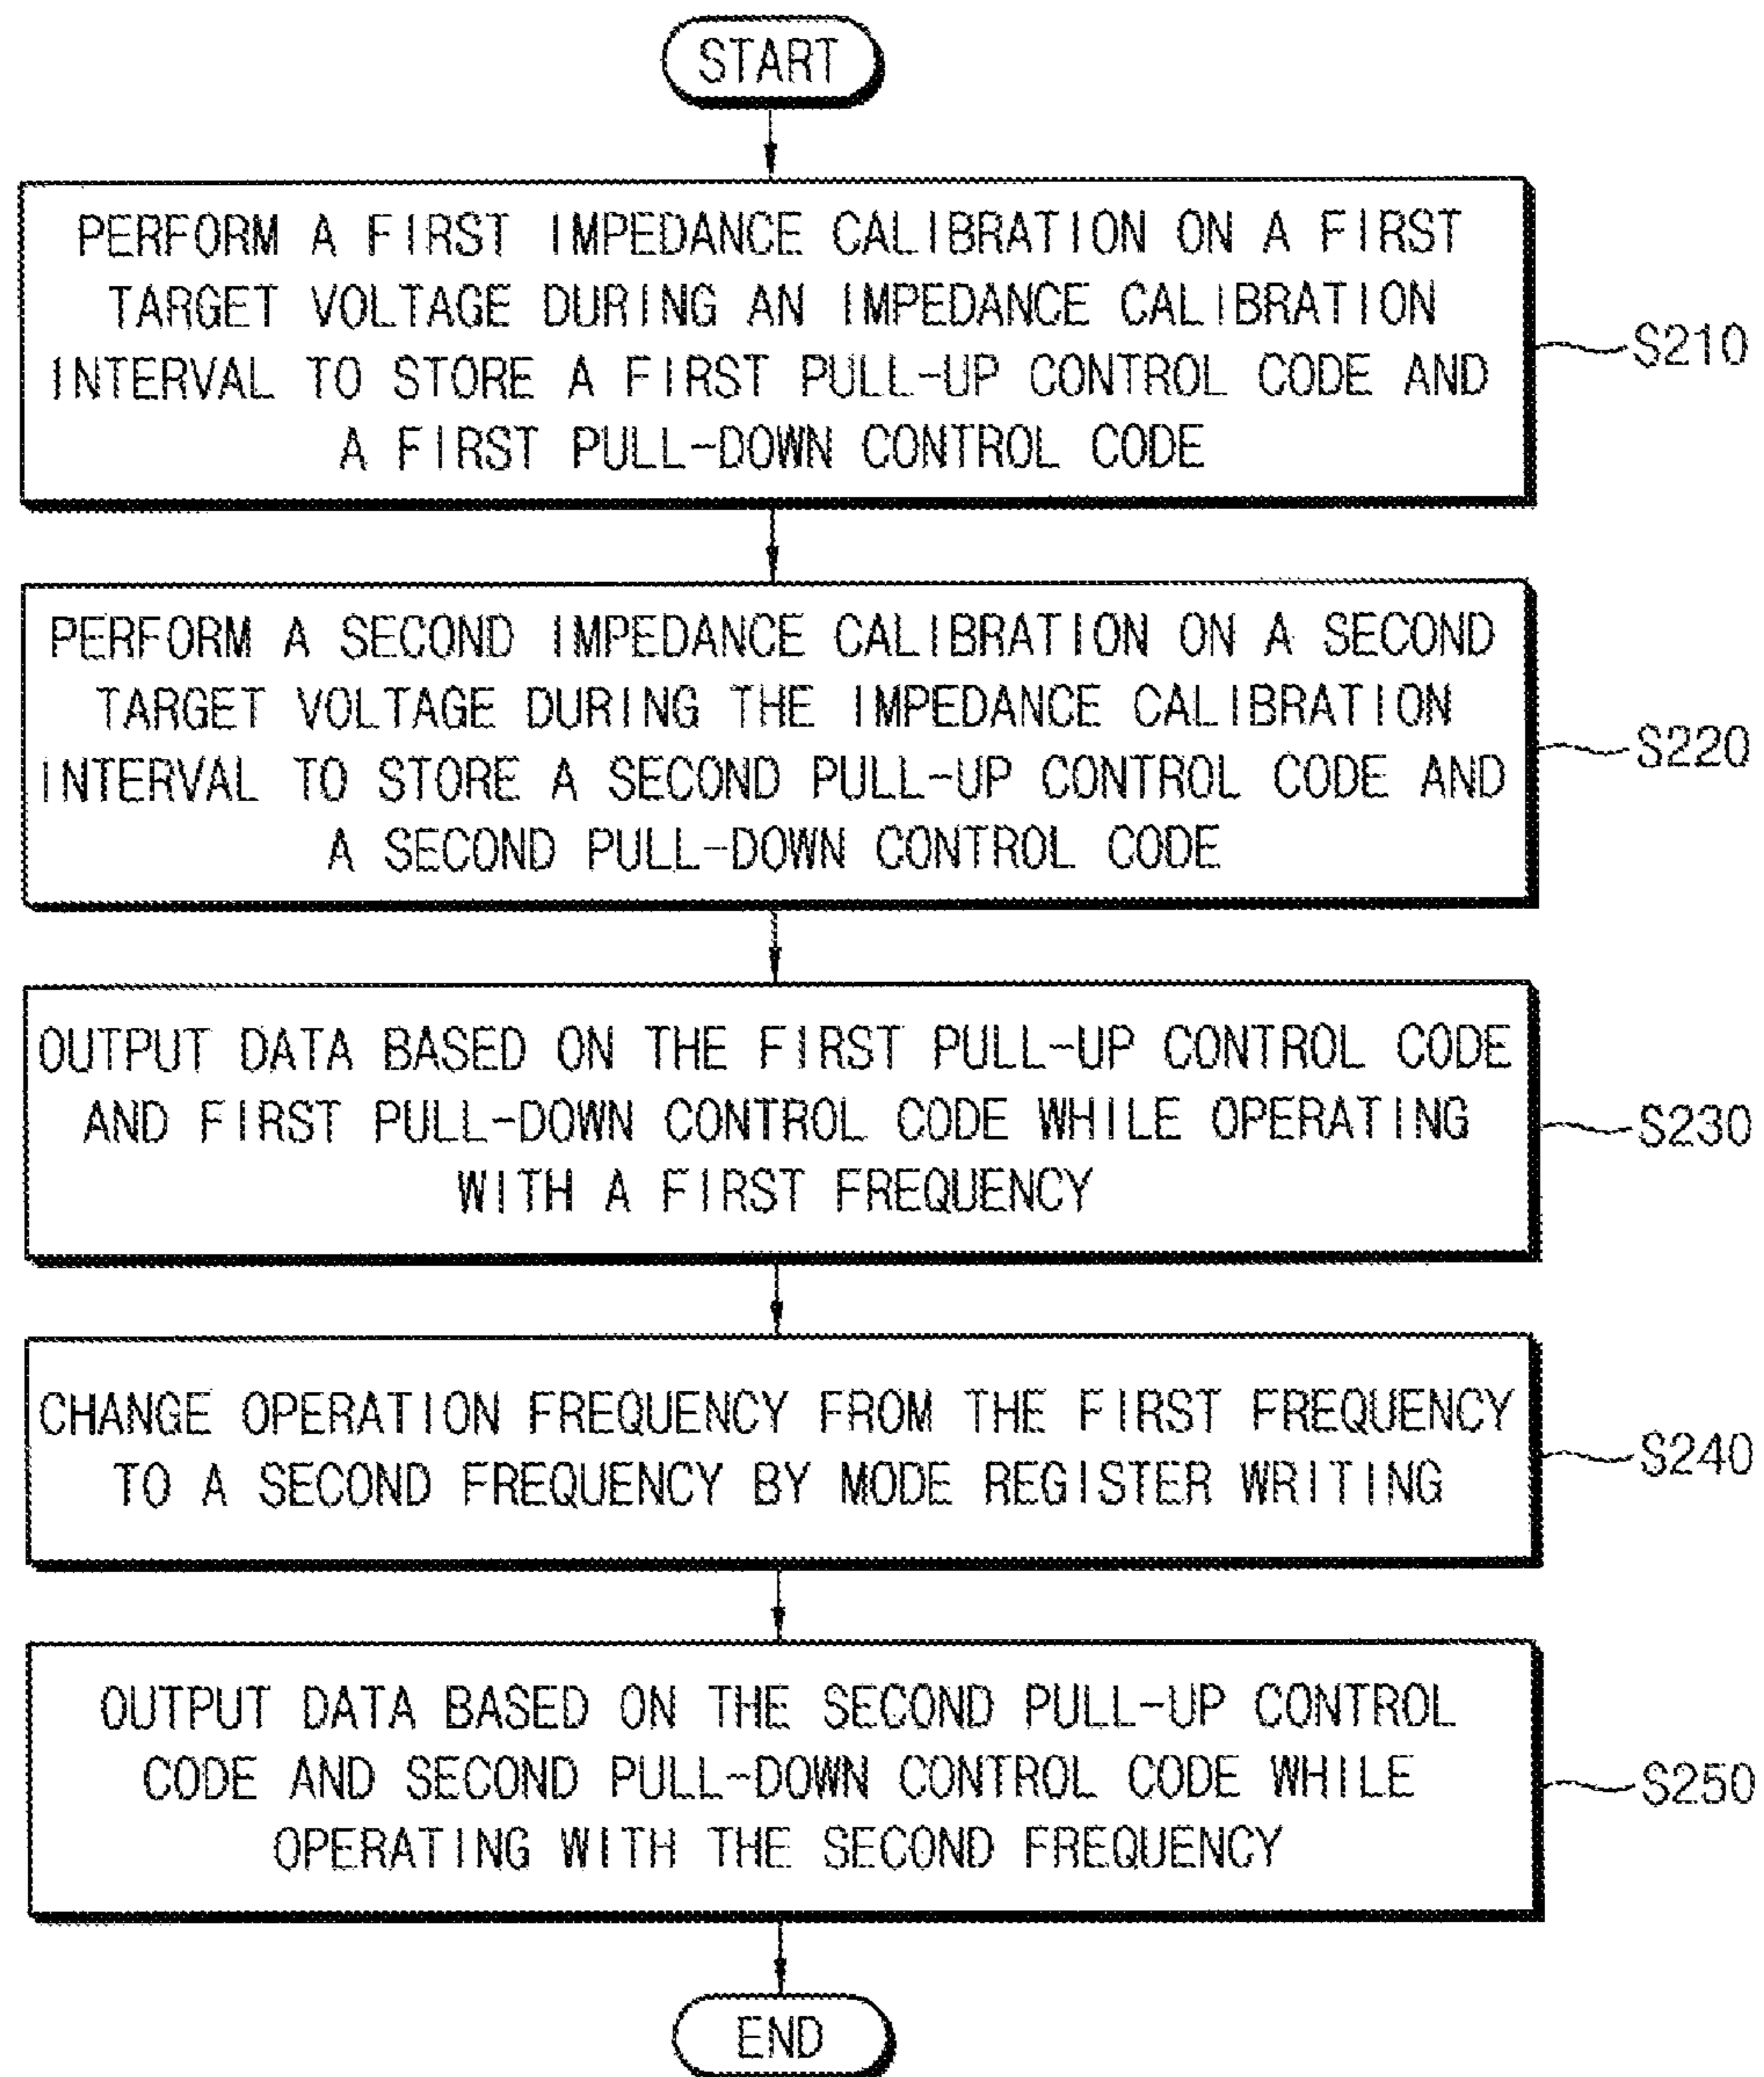 START
PERFORM A FIRST IMPEDANCE CALIBRATION ON A FIRST
TARGET VOLTAGE DURING AN IMPEDANCE CALIBRATION
INTERVAL TO STORE A FIRST PULL-UP CONTROL CODE AND
A FIRST PULL-DOWN CONTROL CODE
S210
PERFORM A SECOND IMPEDANCE CALIBRATION ON A SECOND
TARGET VOLTAGE DURING THE IMPEDANCE CALIBRATION
INTERVAL TO STORE A SECOND PULL-UP CONTROL CODE AND
A SECOND PULL-DOWN CONTROL CODE
S220
OUTPUT DATA BASED ON THE FIRST PULL-UP CONTROL CODE
AND FIRST PULL-DOWN CONTROL CODE WHILE OPERATING
WITH A FIRST FREQUENCY
S230
CHANGE OPERATION FREQUENCY FROM THE FIRST FREQUENCY
TO A SECOND FREQUENCY BY MODE REGISTER WRITING
S240
OUTPUT DATA BASED ON THE SECOND PULL-UP CONTROL
CODE AND SECOND PULL-DOWN CONTROL CODE WHILE
OPERATING WITH THE SECOND FREQUENCY
S250
END